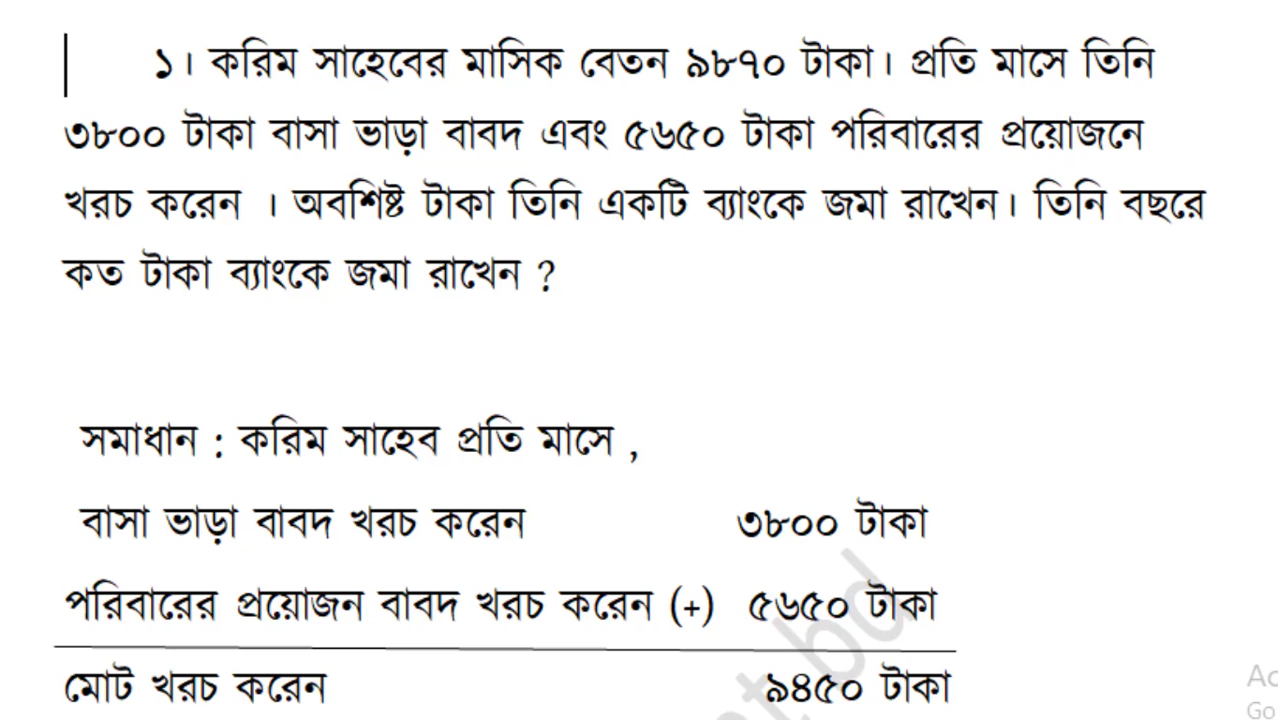 ১। করিম সাহেবের মাসিক বেতন ৯৮৭০ টাকা। প্রতি মাসে তিনি
৩৮০০ টাকা বাসা ভাড়া বাবদ এবং ৫৬৫০ টাকা পরিবারের প্রয়োজনে
খরচ করেন । অবশিষ্ট টাকা তিনি একটি ব্যাংকে জমা রাখেন। তিনি বছরে
কত টাকা ব্যাংকে জমা রাখেন ?
সমাধান : করিম সাহেব প্রতি মাসে ,
বাসা ভাড়া বাবদ খরচ করেন ৩৮০০ টাকা
পরিবারের প্রয়োজন বাবদ খরচ করেন (+) ৫৬৫০ টাকা
মোট খরচ করেন ৯৪৫০ টাকা
bd